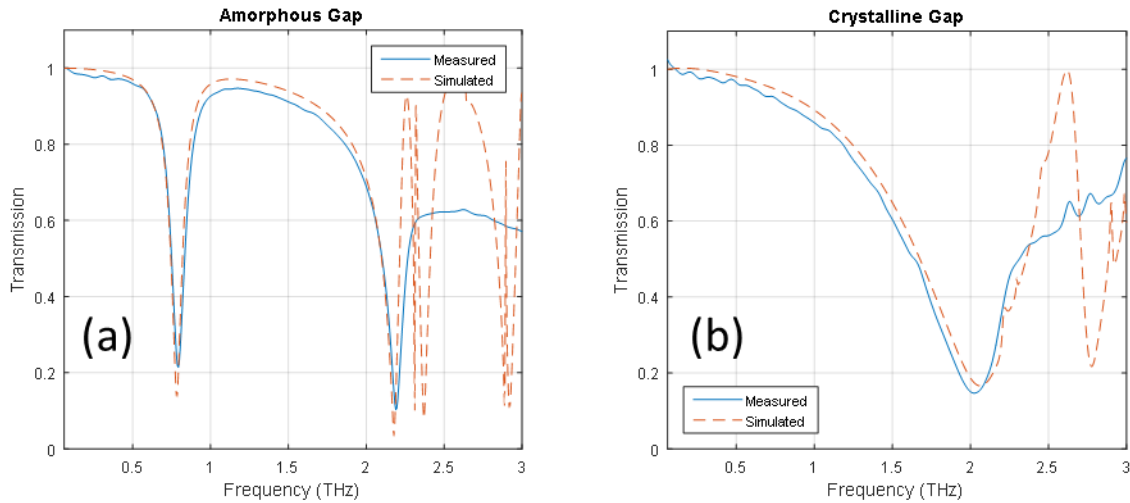 Amorphous Gap
1
0.8
0.6
0.4
0.2
0
0.5
1
1.5
2
2.5
3
Transmission
Frequency (THz)
Measured
Simulated
(a)
Crystalline Gap
1
0.8
0.6
0.4
0.2
0
0.5
1
1.5
2
2.5
3
Transmission
Frequency (THz)
(b)
Measured
Simulated